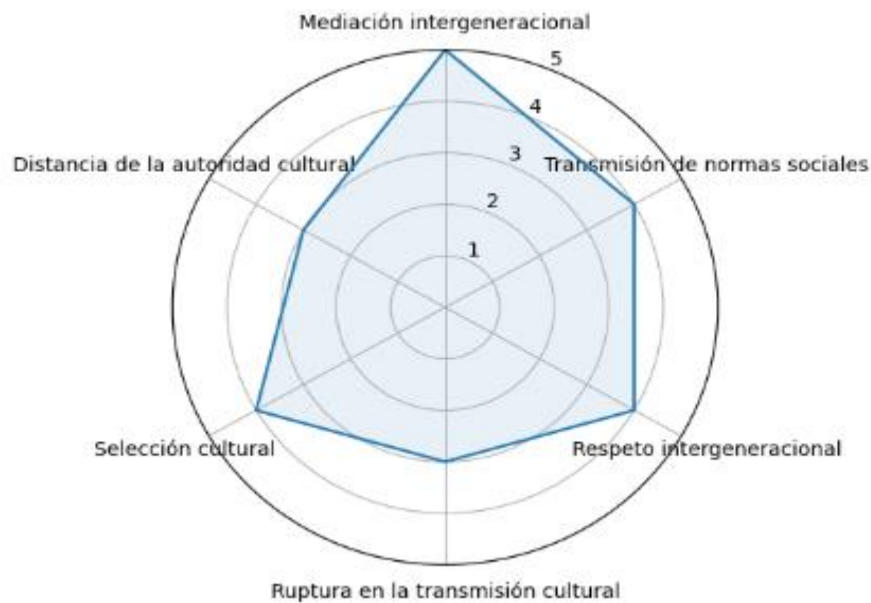 Mediación intergeneracional
5
4
Distancia de la autoridad cultural
3
Transmisión de normas sociales
2
1
Selección cultural
Respeto intergeneracional
Ruptura en la transmisión cultural